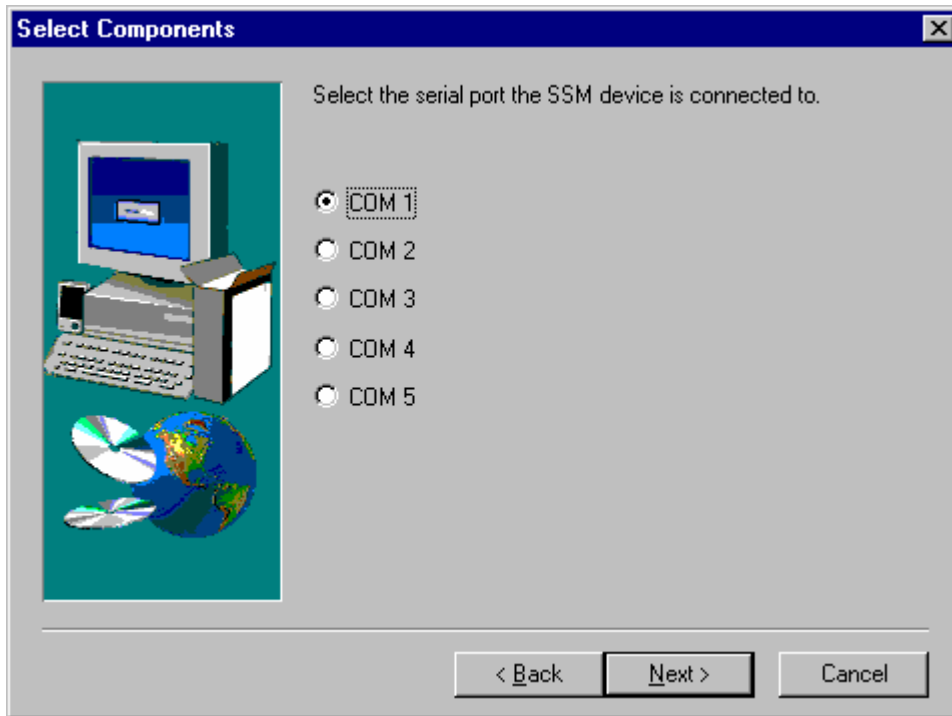 Select Components
Select the serial port the SSM device is connected to.
COM 1
COM 2
COM 3
COM 4
COM 5
< Back
Next >
Cancel